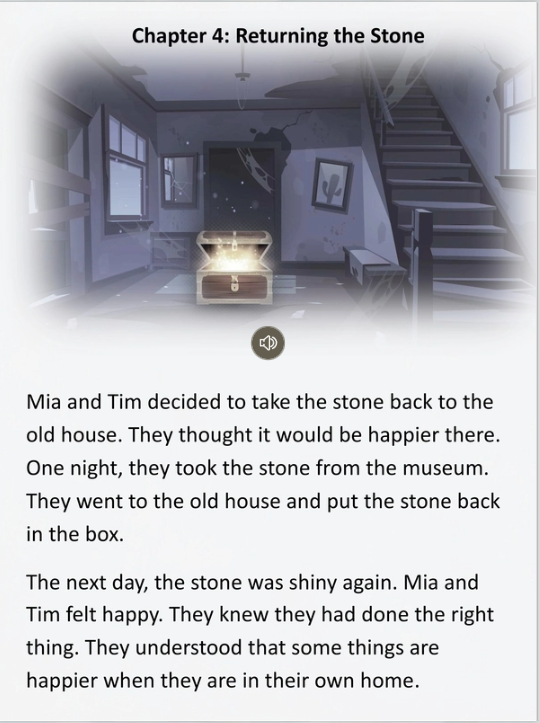 Chapter 4: Returning the Stone
Mia and Tim decided to take the stone back to the
old house. They thought it would be happier there.
One night, they took the stone from the museum.
They went to the old house and put the stone back
in the box.
The next day, the stone was shiny again. Mia and
Tim felt happy. They knew they had done the right
thing. They understood that some things are
happier when they are in their own home.